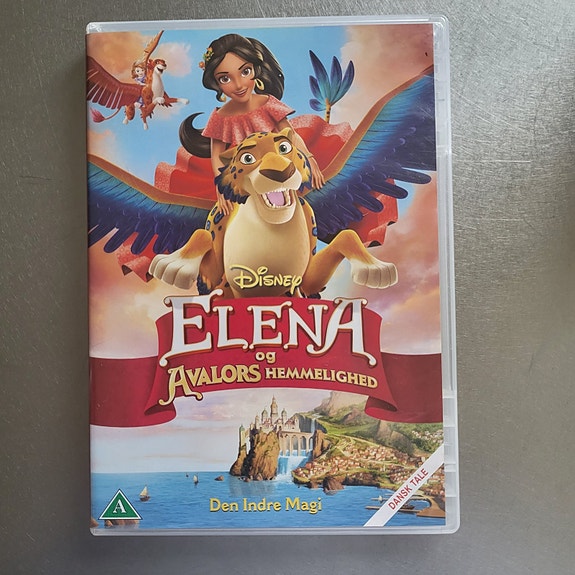 Disney
ELENA
og
AVALORS HEMMELIGHED
Den Indre Magi
DANSK TALE
A